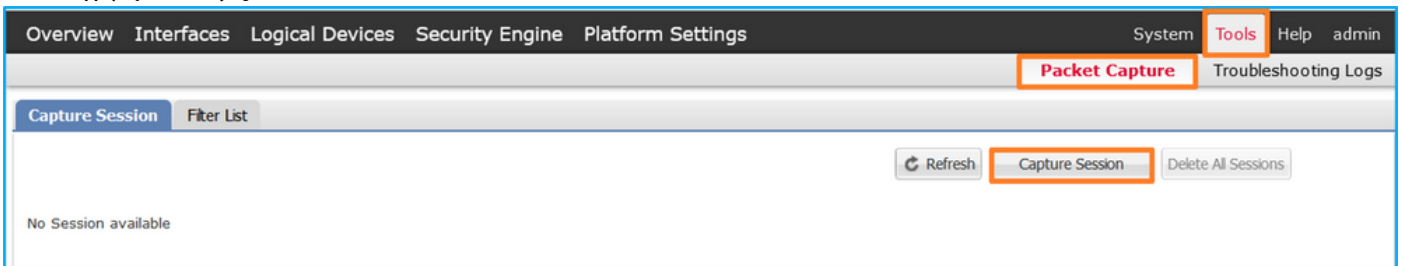 Overview Interfaces Logical Devices Security Engine Platform Settings System Tools Help admin
Packet Capture Troubleshooting Logs
Capture Session Filter List
Refresh Capture Session Delete All Sessions
No Session available